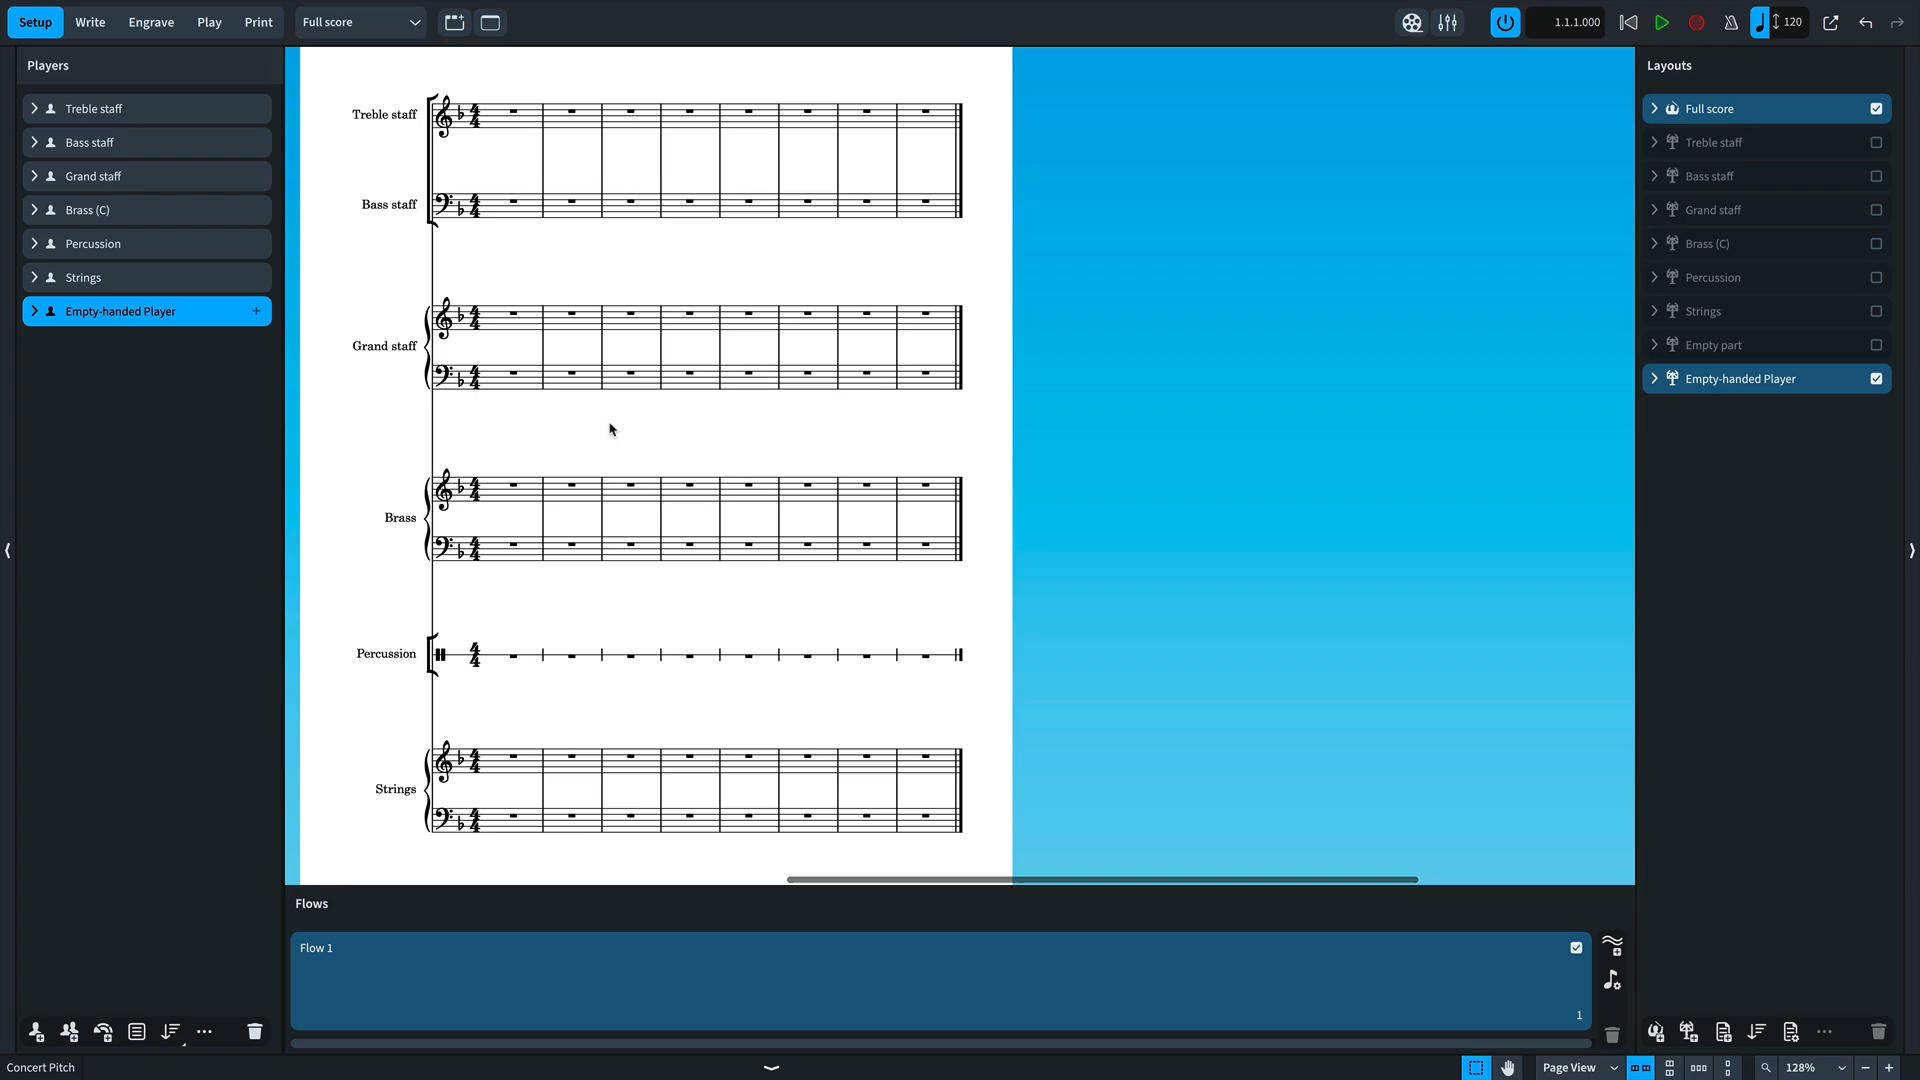 Setup Write Engrave Play Print Full score 1.1.1.000 120
Players
Treble staff
Bass staff
Grand staff
Brass (C)
Percussion
Strings
Empty-handed Player
Treble staff
Bass staff
Grand staff
Brass
Percussion
Strings
Flows
Flow 1
1
Layouts
Full score
Treble staff
Bass staff
Grand staff
Brass (C)
Percussion
Strings
Empty part
Empty-handed Player
Concert Pitch Page View 128%